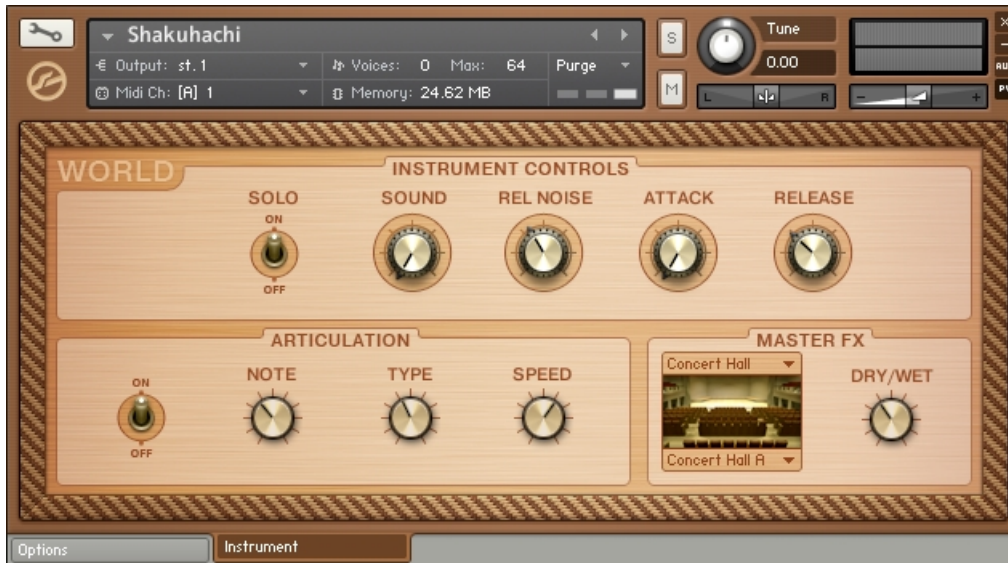 Shakuhachi
Output: st.1
Voices: 0 Max: 64
Purge
Midi Ch: [A] 1
Memory: 24.62 MB
S
M
Tune
0.00
L R
- +
×
-
AU
PV
WORLD
INSTRUMENT CONTROLS
SOLO
ON
OFF
SOUND
REL NOISE
ATTACK
RELEASE
ARTICULATION
ON
OFF
NOTE
TYPE
SPEED
MASTER FX
Concert Hall
Concert Hall A
DRY/WET
Options
Instrument